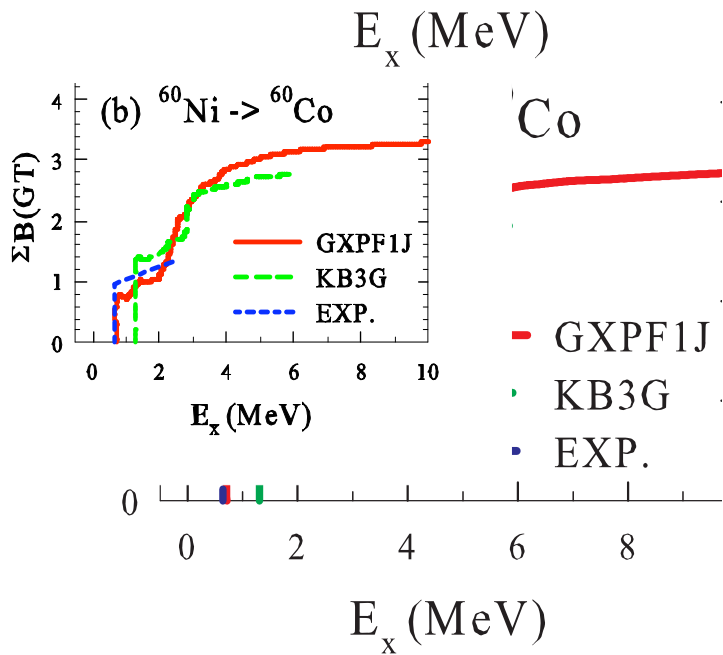 E_x (MeV)
4
(b) ⁶⁰Ni -> ⁶⁰Co
Co
3
ΣB(GT)
2
GXPF1J
1
KB3G
EXP.
0
0 2 4 6 8 10
E_x (MeV)
GXPF1J
KB3G
EXP.
0
0 2 4 6 8
E_x (MeV)